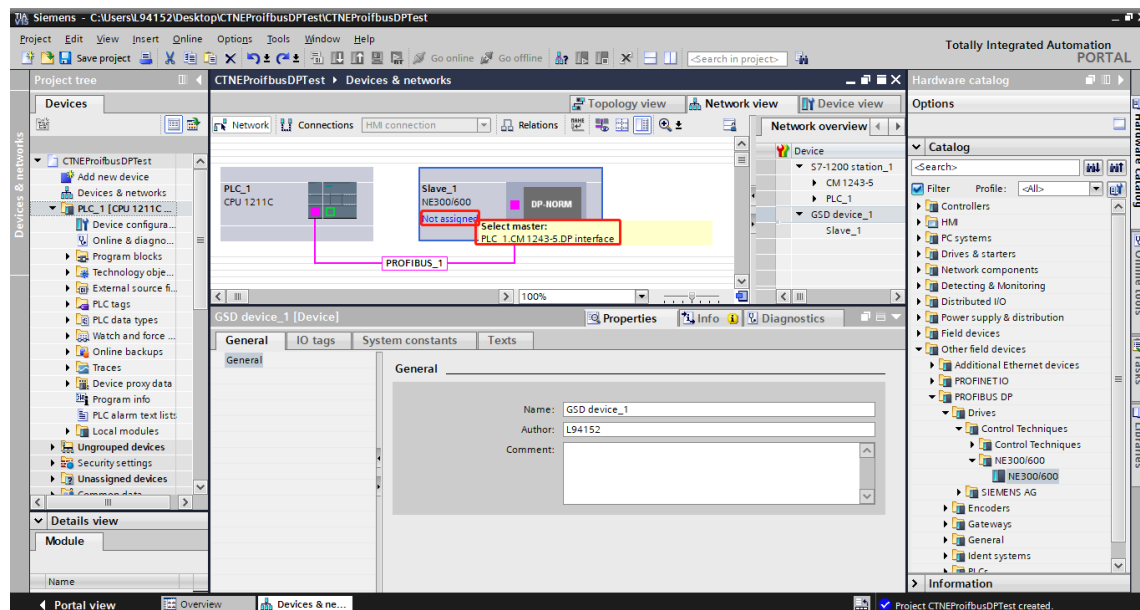 Siemens - C:\Users\L94152\Desktop\CTNEProifbusDPTest\CTNEProifbusDPTest
Project Edit View Insert Online Options Tools Window Help
Totally Integrated Automation
PORTAL
Save project
Go online
Go offline
<Search in project>
Project tree
Devices
Devices & networks
CTNEProifbusDPTest
Add new device
Devices & networks
PLC_1 [CPU 1211C ...
Device configura...
Online & diagno...
Program blocks
Technology obje...
External source fi...
PLC tags
PLC data types
Watch and force ...
Online backups
Traces
Device proxy data
Program info
PLC alarm text lists
Local modules
Ungrouped devices
Security settings
Unassigned devices
Common data
Details view
Module
Name
CTNEProifbusDPTest
Devices & networks
Topology view
Network view
Device view
Network
Connections
HMI connection
Relations
PLC_1
CPU 1211C
Slave_1
NE300/600
Not assigned
DP-NORM
Select master:
PLC_1.CM 1243-5.DP interface
PROFIBUS_1
100%
Network overview
Device
S7-1200 station_1
CM 1243-5
PLC_1
GSD device_1
Slave_1
GSD device_1 [Device]
Properties
Info
Diagnostics
General
IO tags
System constants
Texts
General
General
Name:
GSD device_1
Author:
L94152
Comment:
Hardware catalog
Options
Catalog
<Search>
Filter
Profile:
<All>
Controllers
HMI
PC systems
Drives & starters
Network components
Detecting & Monitoring
Distributed I/O
Power supply & distribution
Field devices
Other field devices
Additional Ethernet devices
PROFINET IO
PROFIBUS DP
Drives
Control Techniques
Control Techniques
NE300/600
NE300/600
SIEMENS AG
Encoders
Gateways
General
Ident systems
PLCs
Information
Hardware catalog
Online tools
Tasks
Libraries
Portal view
Overview
Devices & ne...
Project CTNEProifbusDPTest created.